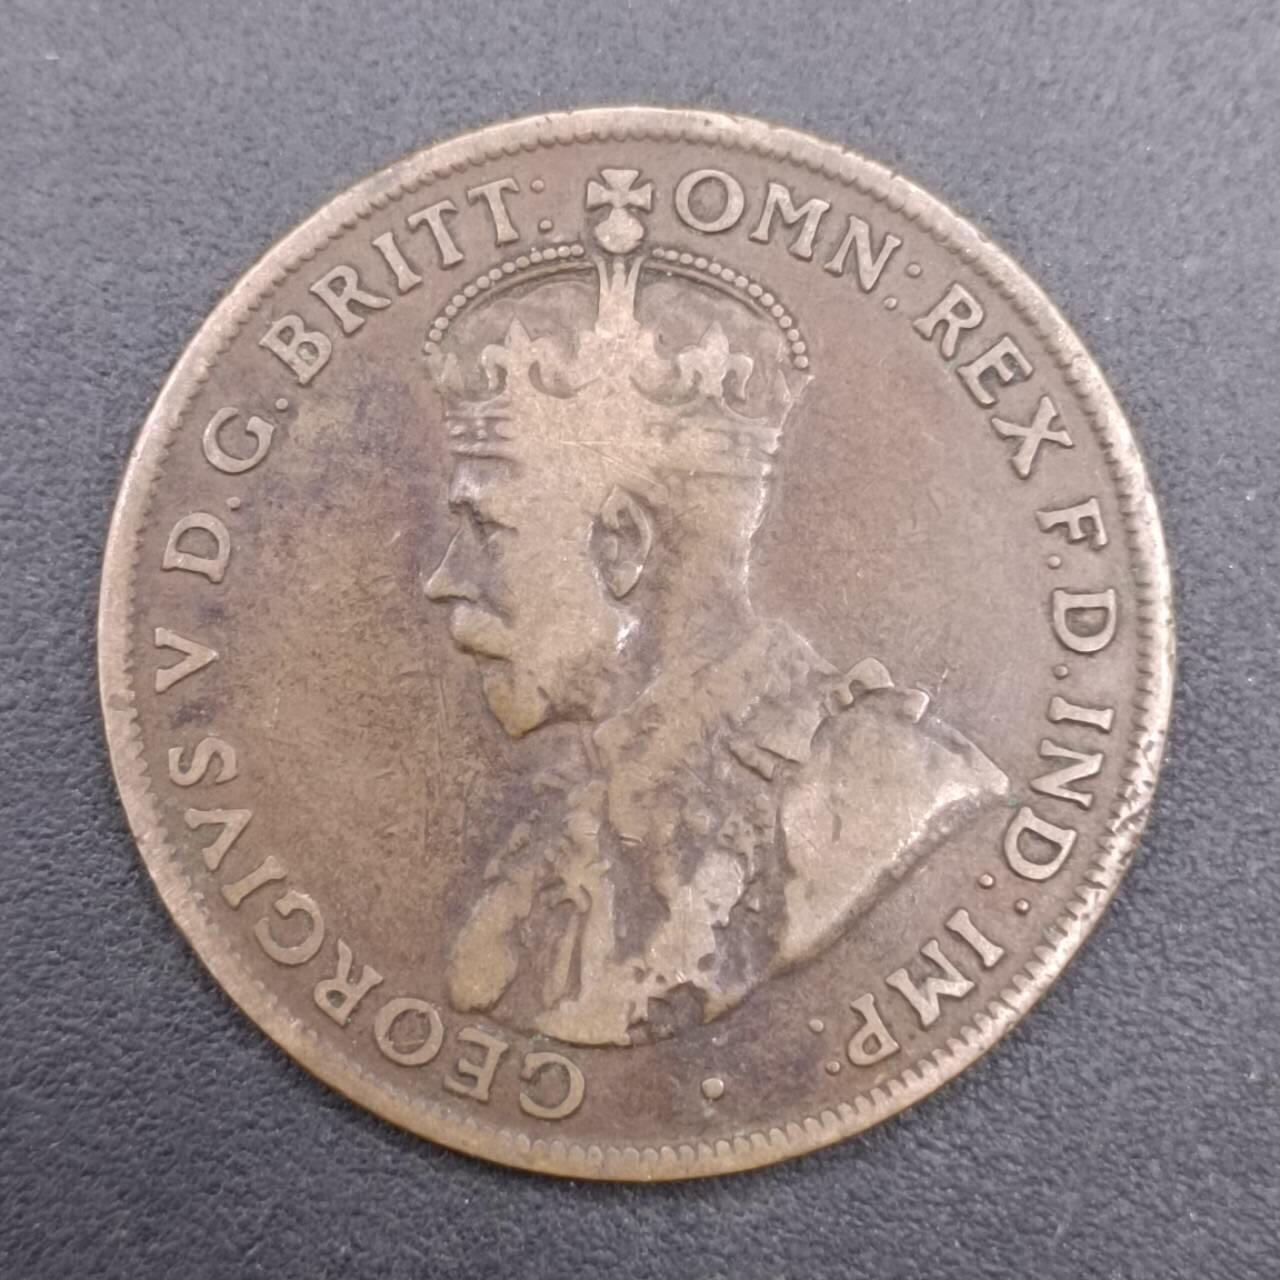 GEORGIVS V D.G. BRITT: OMN: REX F.D. IND: IMP: